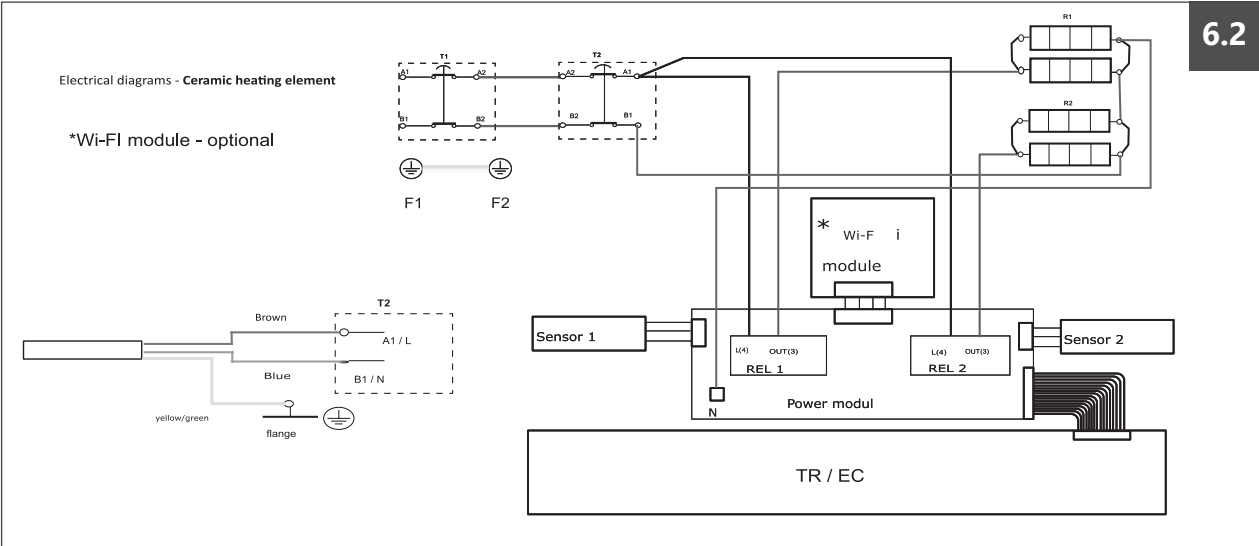 6.2
Electrical diagrams - Ceramic heating element
*Wi-FI module - optional
T1
A1 A2
B1 B2
T2
A2 A1
B2 B1
F1 F2
R1
R2
* Wi-F i
module
Sensor 1
Sensor 2
L(4) OUT(3)
REL 1
L(4) OUT(3)
REL 2
N
Power modul
TR / EC
T2
Brown
A1 / L
Blue
B1 / N
yellow/green
flange